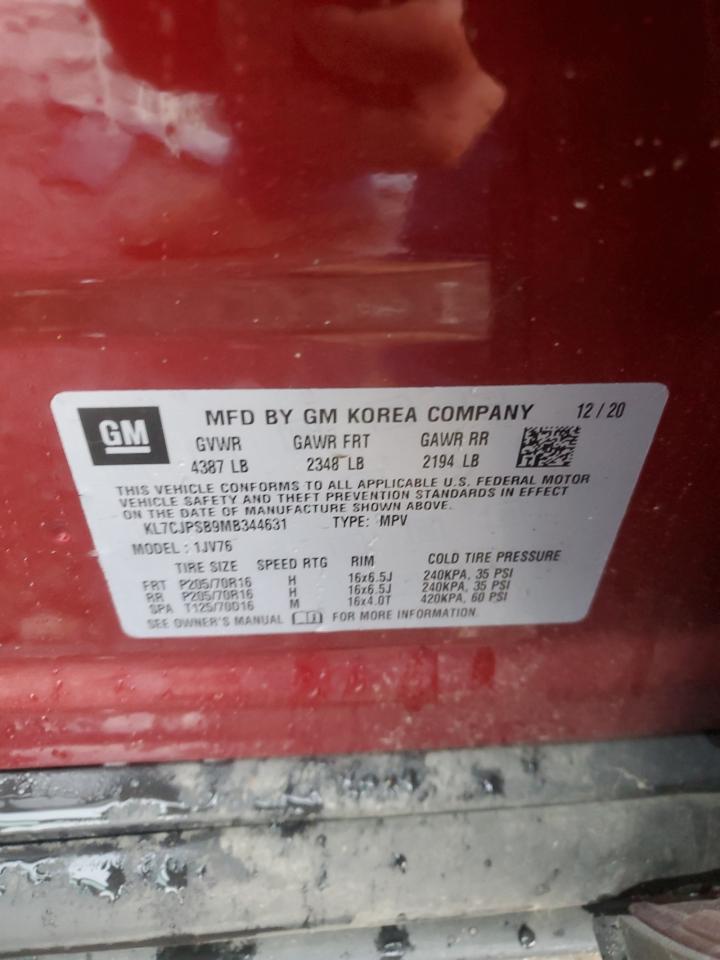 GM MFD BY GM KOREA COMPANY 12/20
GVWR GAWR FRT GAWR RR
4387 LB 2348 LB 2194 LB
THIS VEHICLE CONFORMS TO ALL APPLICABLE U.S. FEDERAL MOTOR
VEHICLE SAFETY AND THEFT PREVENTION STANDARDS IN EFFECT
ON THE DATE OF MANUFACTURE SHOWN ABOVE.
KL7CJPSB9MB344631 TYPE: MPV
MODEL : 1JV76
TIRE SIZE SPEED RTG RIM COLD TIRE PRESSURE
FRT P205/70R16 H 16x6.5J 240KPA, 35 PSI
RR P205/70R16 H 16x6.5J 240KPA, 35 PSI
SPA T125/70D16 M 16x4.0T 420KPA, 60 PSI
SEE OWNER'S MANUAL FOR MORE INFORMATION.